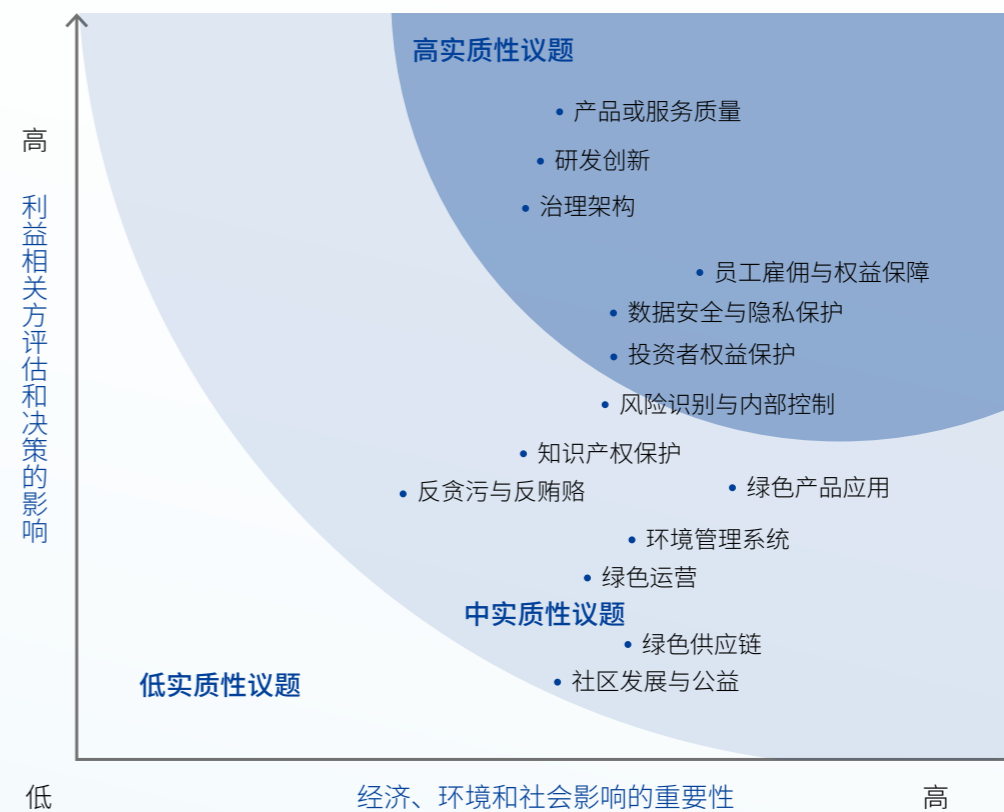 高实质性议题
产品或服务质量
研发创新
治理架构
员工雇佣与权益保障
数据安全与隐私保护
投资者权益保护
风险识别与内部控制
知识产权保护
绿色产品应用
反贪污与反贿赂
环境管理系统
绿色运营
中实质性议题
绿色供应链
社区发展与公益
低实质性议题
高
利益相关方评估和决策的影响
低
经济、环境和社会影响的重要性
高